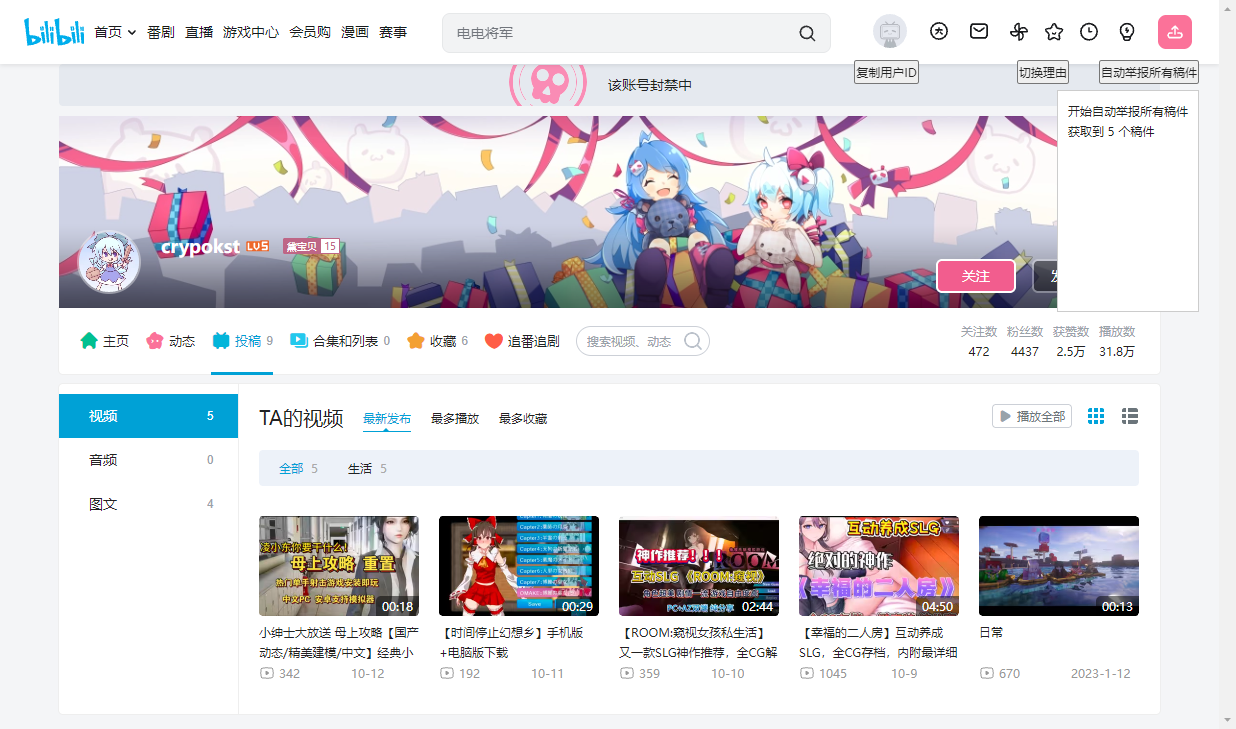 bilibili 首页 番剧 直播 游戏中心 会员购 漫画 赛事
电电将军
该账号封禁中
复制用户ID
切换理由
自动举报所有稿件
开始自动举报所有稿件
获取到 5 个稿件
crypokst LV5 黛宝贝 15
关注
主页 动态 投稿 9 合集和列表 0 收藏 6 追番追剧
搜索视频、动态
关注数 粉丝数 获赞数 播放数
472 4437 2.5万 31.8万
视频 5
音频 0
图文 4
TA的视频 最新发布 最多播放 最多收藏
播放全部
全部 5 生活 5
凌小东你要干什么!
母上攻略 重置
热门单手射击游戏安装即玩
中文PC 安卓支持模拟器
00:18
小绅士大放送 母上攻略【国产
动态/精美建模/中文】经典小
342 10-12
00:29
【时间停止幻想乡】手机版
+电脑版下载
192 10-11
神作推荐!!!
互动SLG《ROOM:窥视》
02:44
【ROOM:窥视女孩私生活】
又一款SLG神作推荐，全CG解
359 10-10
互动养成SLG
绝对的神作
《幸福的二人房》
04:50
【幸福的二人房】互动养成
SLG，全CG存档，内附最详细
1045 10-9
00:13
日常
670 2023-1-12